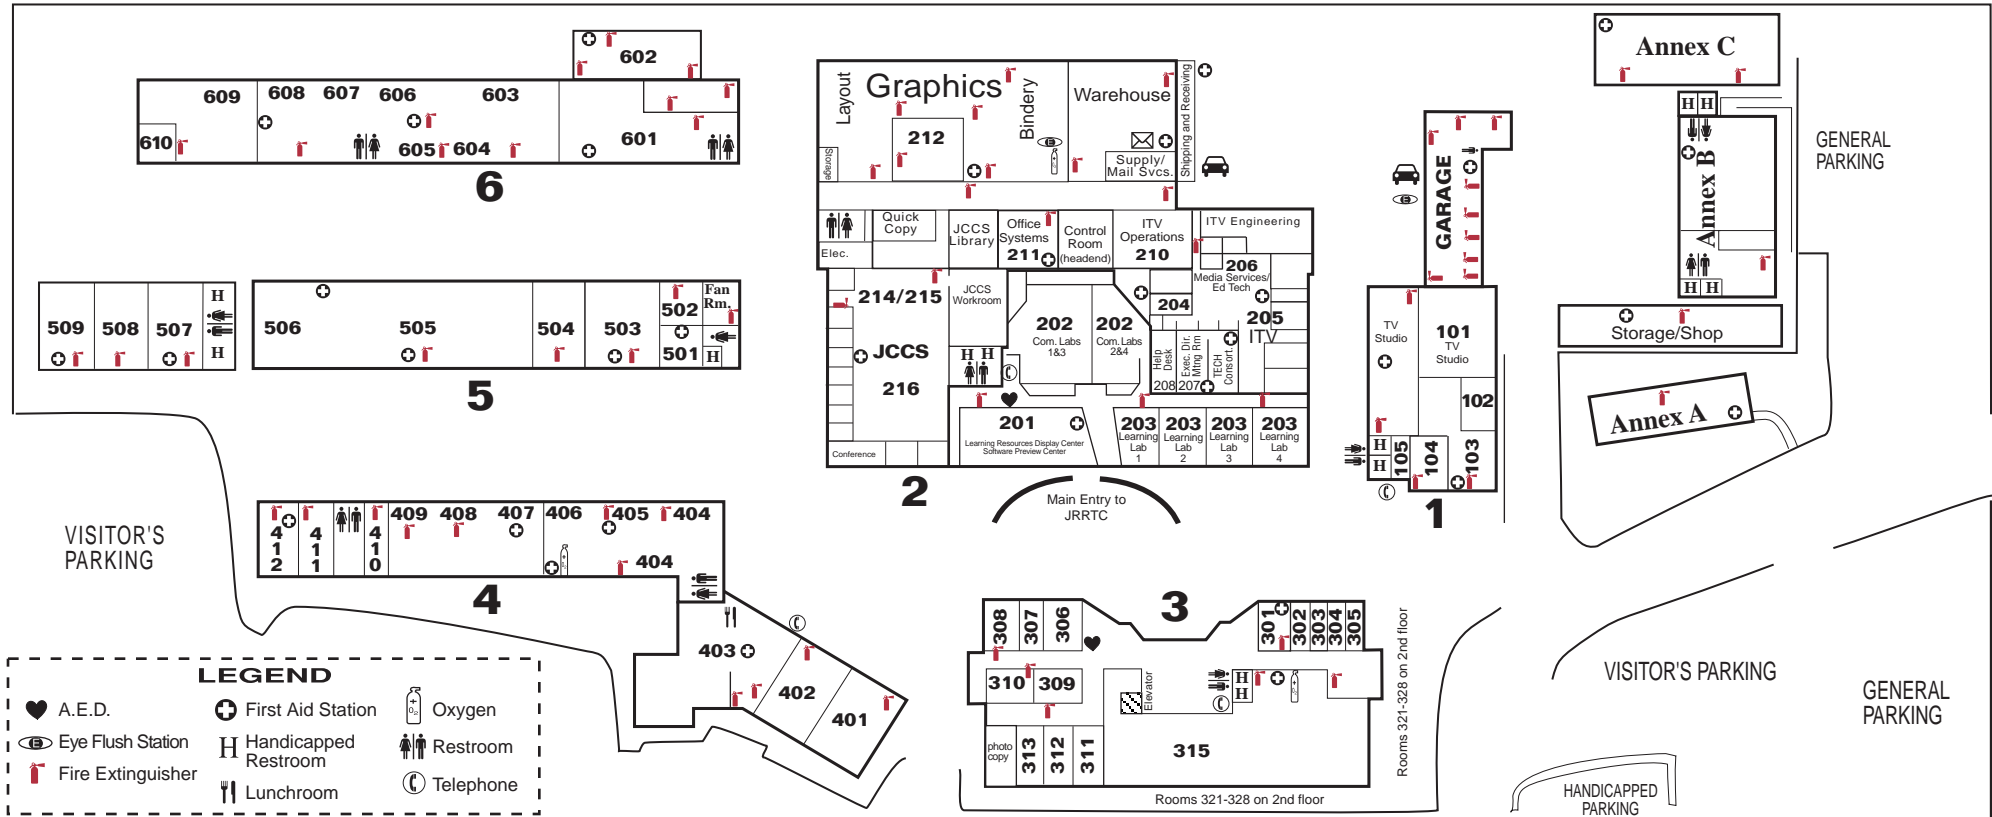 602
609
608
607
606
603
610
605
604
601
6
Layout
Graphics
Bindery
Warehouse
Shipping and Receiving
212
Storage
Supply/
Mail Svcs.
Quick
Copy
Elec.
JCCS
Library
Office
Systems
211
Control
Room
(headend)
ITV
Operations
210
ITV Engineering
206
Media Services/
Ed Tech
204
205
ITV
214/215
JCCS
Workroom
202
Com. Labs
1&3
202
Com. Labs
2&4
Help
Desk
208
Exec. Dir.
Mtng Rm
207
TECH
Consort.
JCCS
216
H H
Conference
201
Learning Resources Display Center
Software Preview Center
203
Learning
Lab
1
203
Learning
Lab
2
203
Learning
Lab
3
203
Learning
Lab
4
2
Main Entry to
JRRTC
Annex C
H H
Annex B
H H
GENERAL
PARKING
GARAGE
TV
Studio
101
TV
Studio
102
H
H
105
104
103
1
Storage/Shop
Annex A
509
508
507
H
H
506
505
504
503
502
501
Fan
Rm.
H
5
VISITOR'S
PARKING
412
411
410
409
408
407
406
405
404
404
4
403
402
401
3
308
307
306
301
302
303
304
305
310
309
Elevator
H
H
photo
copy
313
312
311
315
Rooms 321-328 on 2nd floor
Rooms 321-328 on 2nd floor
VISITOR'S PARKING
GENERAL
PARKING
HANDICAPPED
PARKING
LEGEND
A.E.D.
First Aid Station
Oxygen
O2
E Eye Flush Station
H Handicapped
Restroom
Restroom
Fire Extinguisher
Lunchroom
Telephone